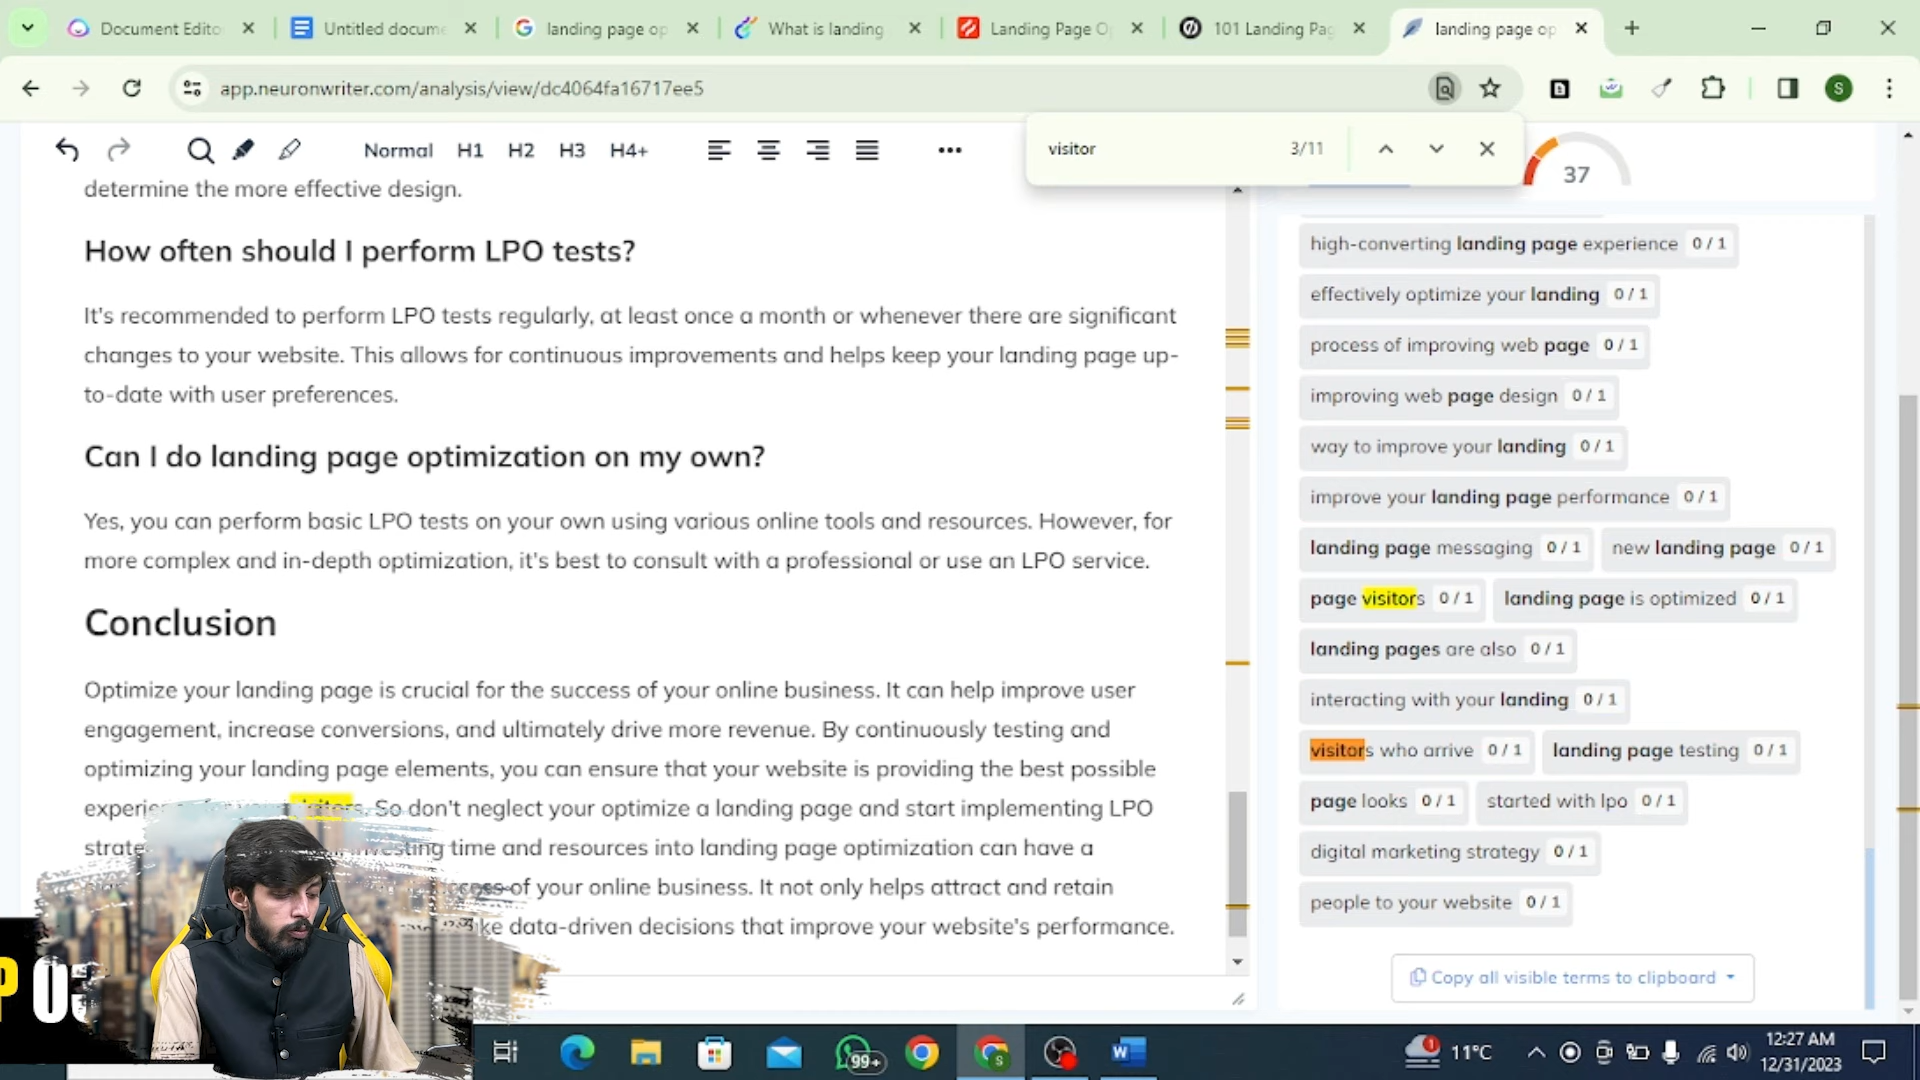 Document Edito
Untitled docume
landing page op
What is landing
Landing Page O
101 Landing Pag
landing page op
app.neuronwriter.com/analysis/view/dc4064fa16717ee5
S
Normal H1 H2 H3 H4+
visitor 3/11
37
determine the more effective design.
How often should I perform LPO tests?
It's recommended to perform LPO tests regularly, at least once a month or whenever there are significant
changes to your website. This allows for continuous improvements and helps keep your landing page up-
to-date with user preferences.
Can I do landing page optimization on my own?
Yes, you can perform basic LPO tests on your own using various online tools and resources. However, for
more complex and in-depth optimization, it's best to consult with a professional or use an LPO service.
Conclusion
Optimize your landing page is crucial for the success of your online business. It can help improve user
engagement, increase conversions, and ultimately drive more revenue. By continuously testing and
optimizing your landing page elements, you can ensure that your website is providing the best possible
So don't neglect your optimize a landing page and start implementing LPO
time and resources into landing page optimization can have a
of your online business. It not only helps attract and retain
data-driven decisions that improve your website's performance.
high-converting landing page experience 0 / 1
effectively optimize your landing 0 / 1
process of improving web page 0 / 1
improving web page design 0 / 1
way to improve your landing 0 / 1
improve your landing page performance 0 / 1
landing page messaging 0 / 1 new landing page 0 / 1
page visitors 0 / 1 landing page is optimized 0 / 1
landing pages are also 0 / 1
interacting with your landing 0 / 1
visitors who arrive 0 / 1 landing page testing 0 / 1
page looks 0 / 1 started with lpo 0 / 1
digital marketing strategy 0 / 1
people to your website 0 / 1
Copy all visible terms to clipboard
99+
S
W
1
11°C
12:27 AM
12/31/2023